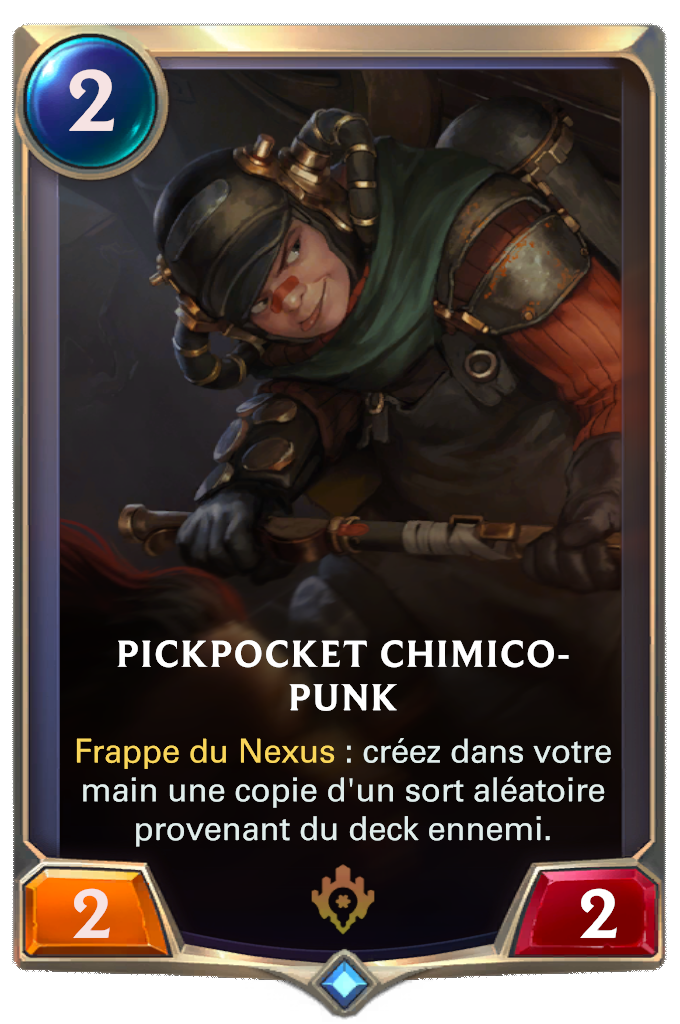 2
PICKPOCKET CHIMICO-
PUNK
Frappe du Nexus : créez dans votre
main une copie d'un sort aléatoire
provenant du deck ennemi.
2
2